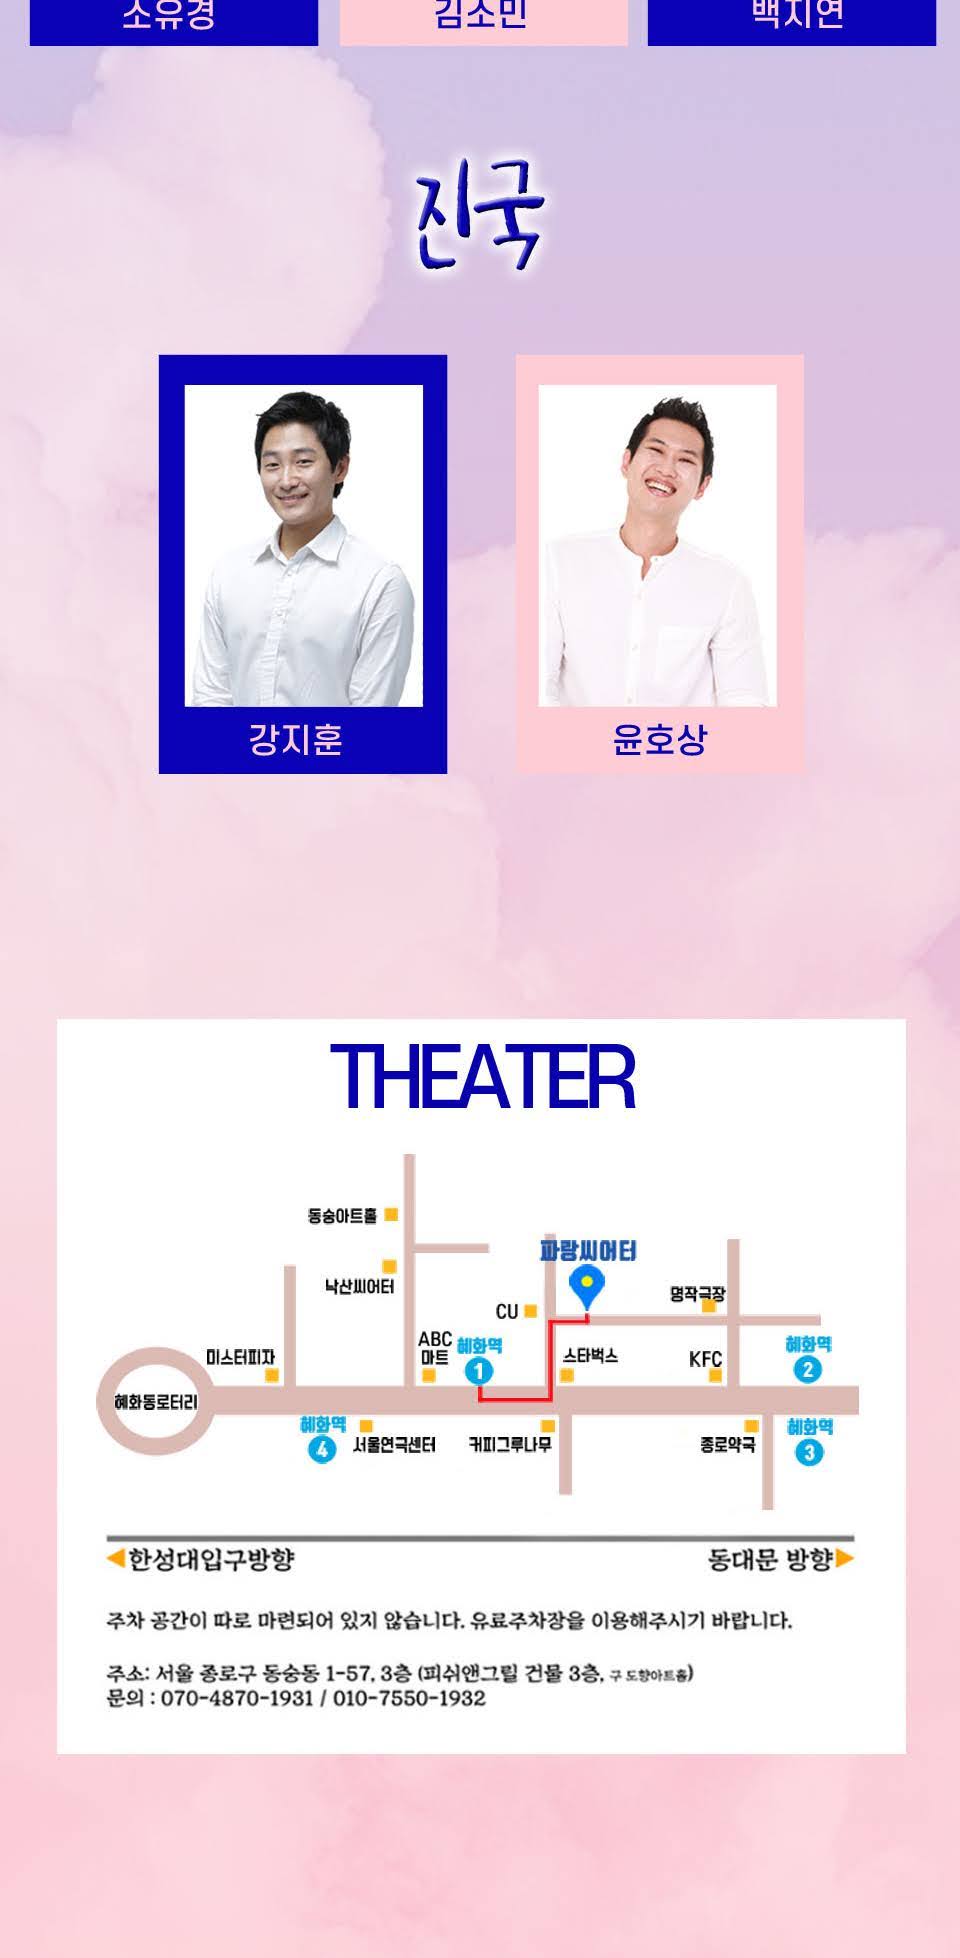 소유경
김소민
백지연
진국
강지훈
윤호상
THEATER
동숭아트홀
파랑씨어터
낙산씨어터
명작극장
CU
ABC
마트
혜화역
1
미스터피자
스타벅스
KFC
혜화역
2
혜화동로터리
혜화역
4
서울연극센터
커피그루나무
종로약국
혜화역
3
◀한성대입구방향
동대문 방향▶
주차 공간이 따로 마련되어 있지 않습니다. 유료주차장을 이용해주시기 바랍니다.
주소: 서울 종로구 동숭동 1-57, 3층 (피쉬앤그릴 건물 3층, 구 도향아트홀)
문의 : 070-4870-1931 / 010-7550-1932